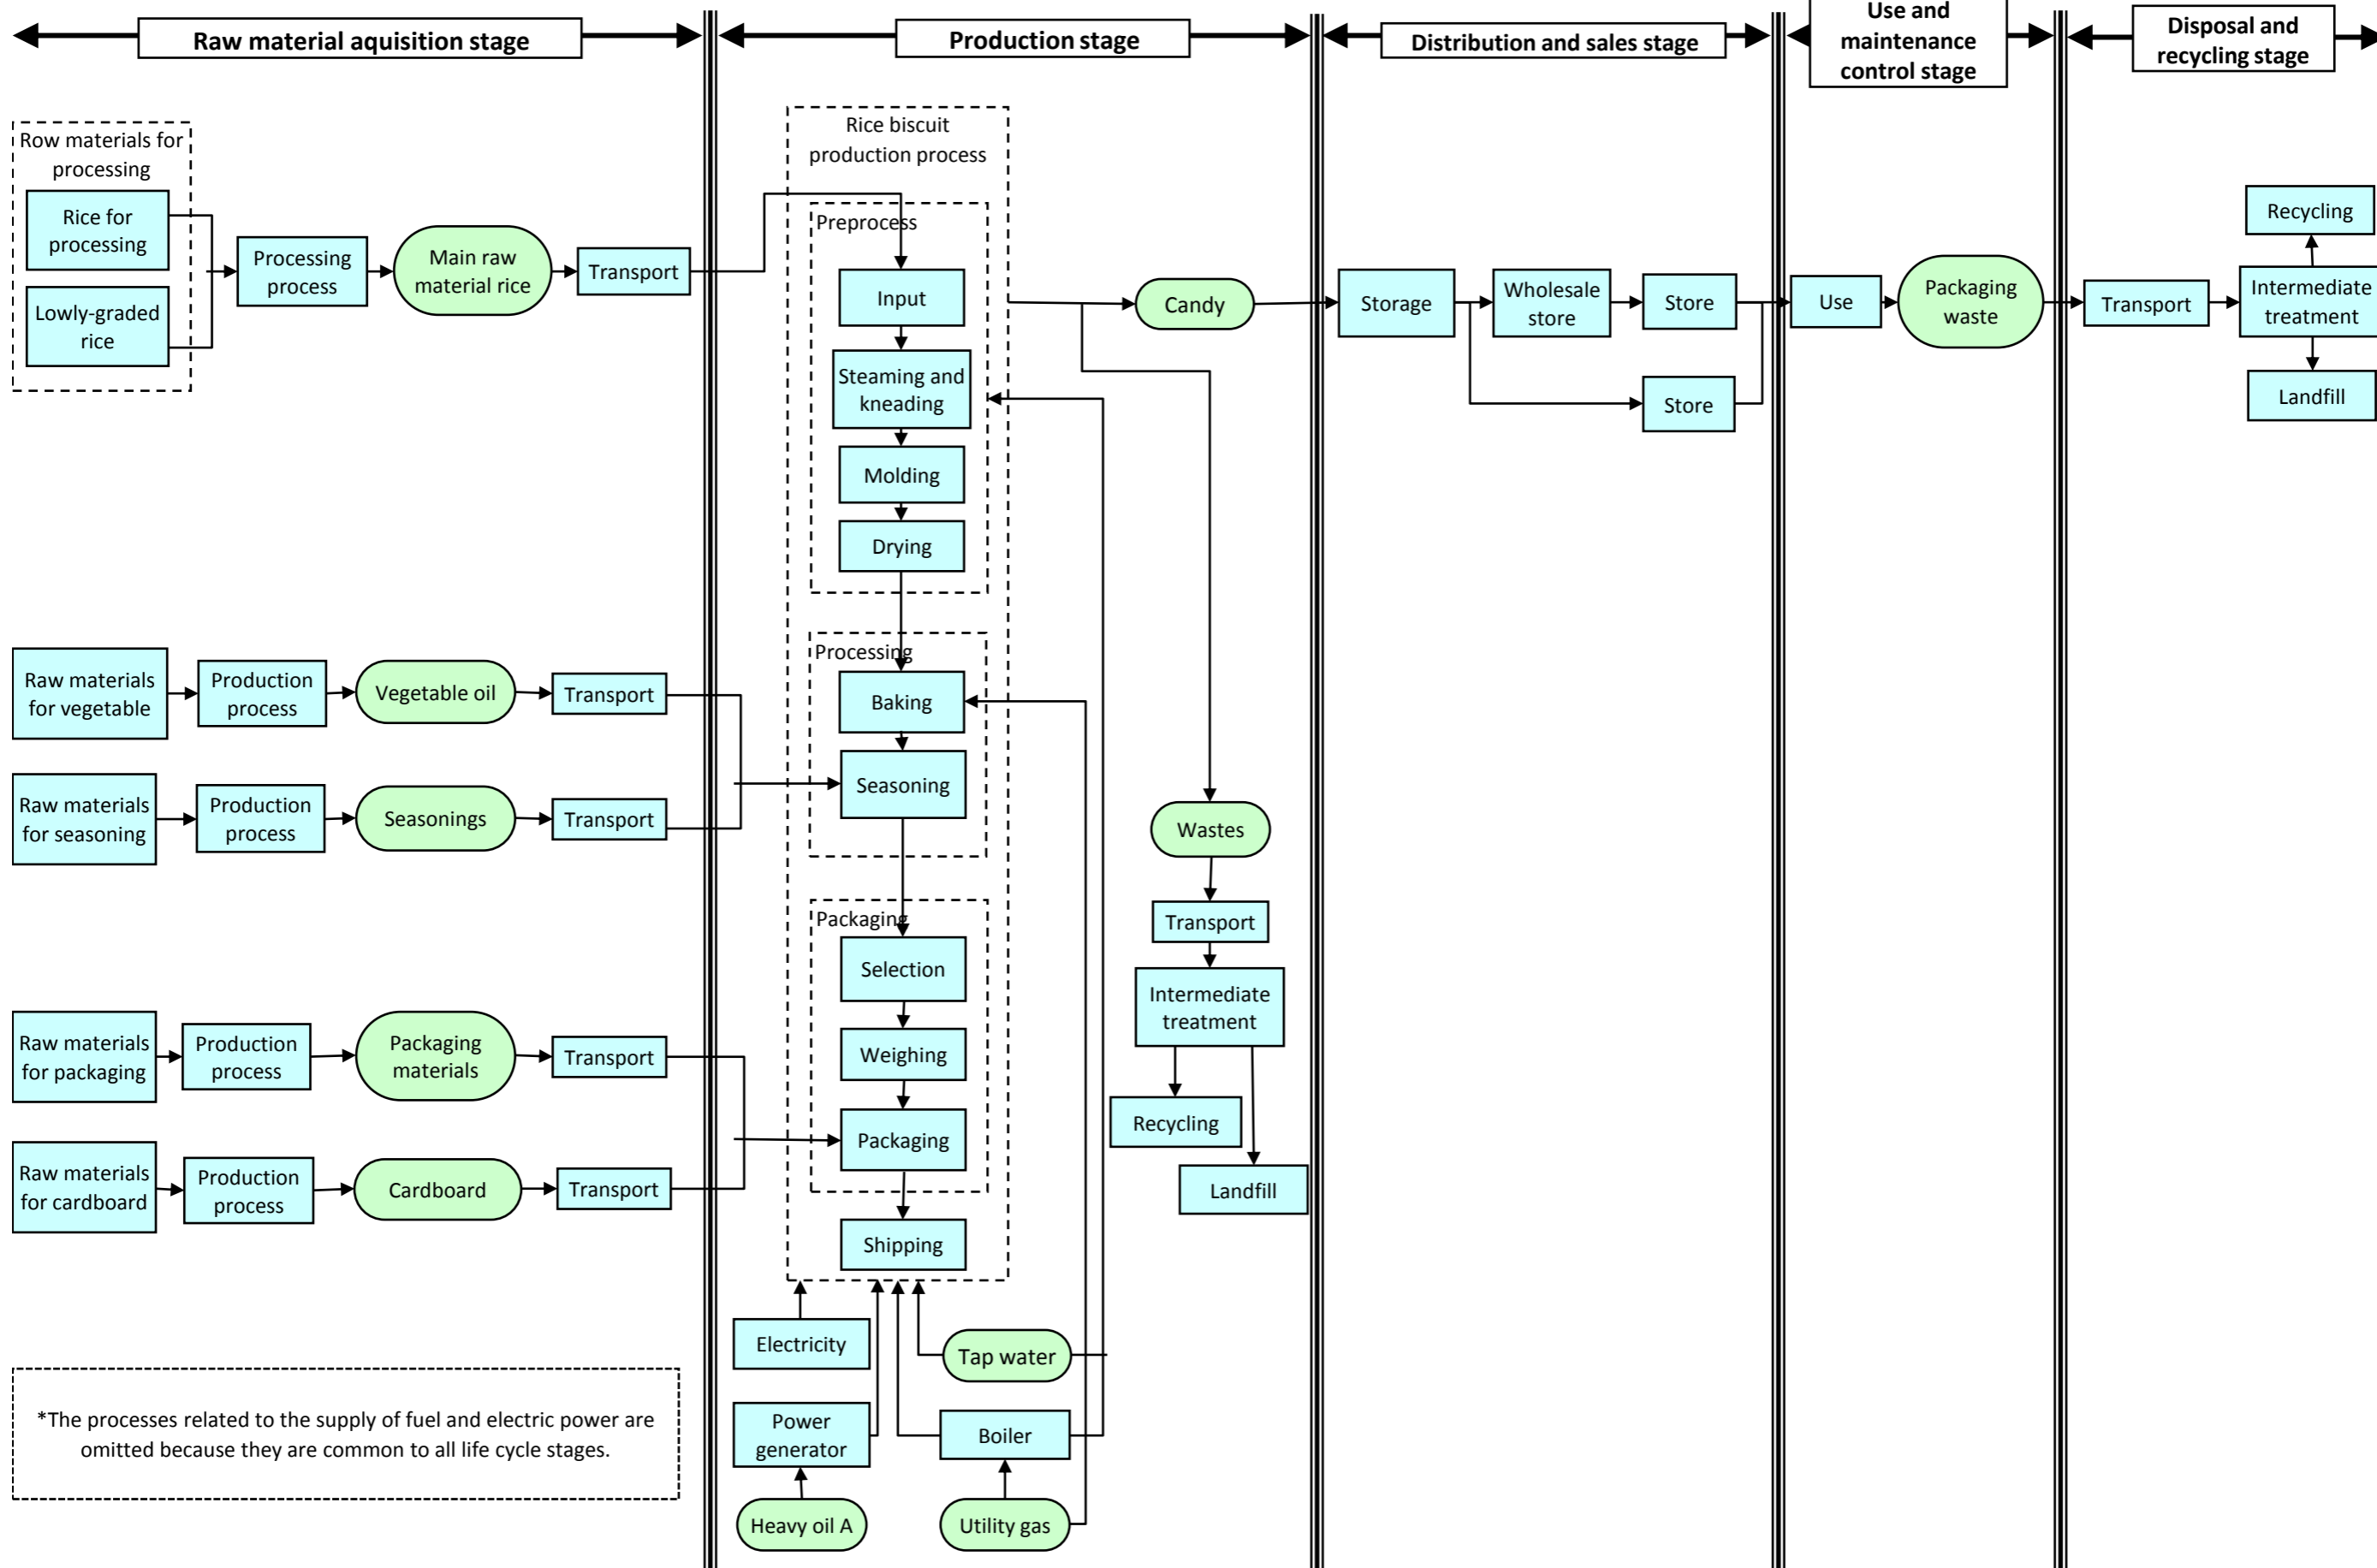 Raw material aquisition stage
Production stage
Distribution and sales stage
Use and
maintenance
control stage
Disposal and
recycling stage
Row materials for
processing
Rice for
processing
Lowly-graded
rice
Processing
process
Main raw
material rice
Transport
Raw materials
for vegetable
Production
process
Vegetable oil
Transport
Raw materials
for seasoning
Production
process
Seasonings
Transport
Raw materials
for packaging
Production
process
Packaging
materials
Transport
Raw materials
for cardboard
Production
process
Cardboard
Transport
*The processes related to the supply of fuel and electric power are
omitted because they are common to all life cycle stages.
Rice biscuit
production process
Preprocess
Input
Steaming and
kneading
Molding
Drying
Processing
Baking
Seasoning
Packaging
Selection
Weighing
Packaging
Shipping
Electricity
Tap water
Power
generator
Boiler
Heavy oil A
Utility gas
Candy
Wastes
Transport
Intermediate
treatment
Recycling
Landfill
Storage
Wholesale
store
Store
Store
Use
Packaging
waste
Transport
Recycling
Intermediate
treatment
Landfill